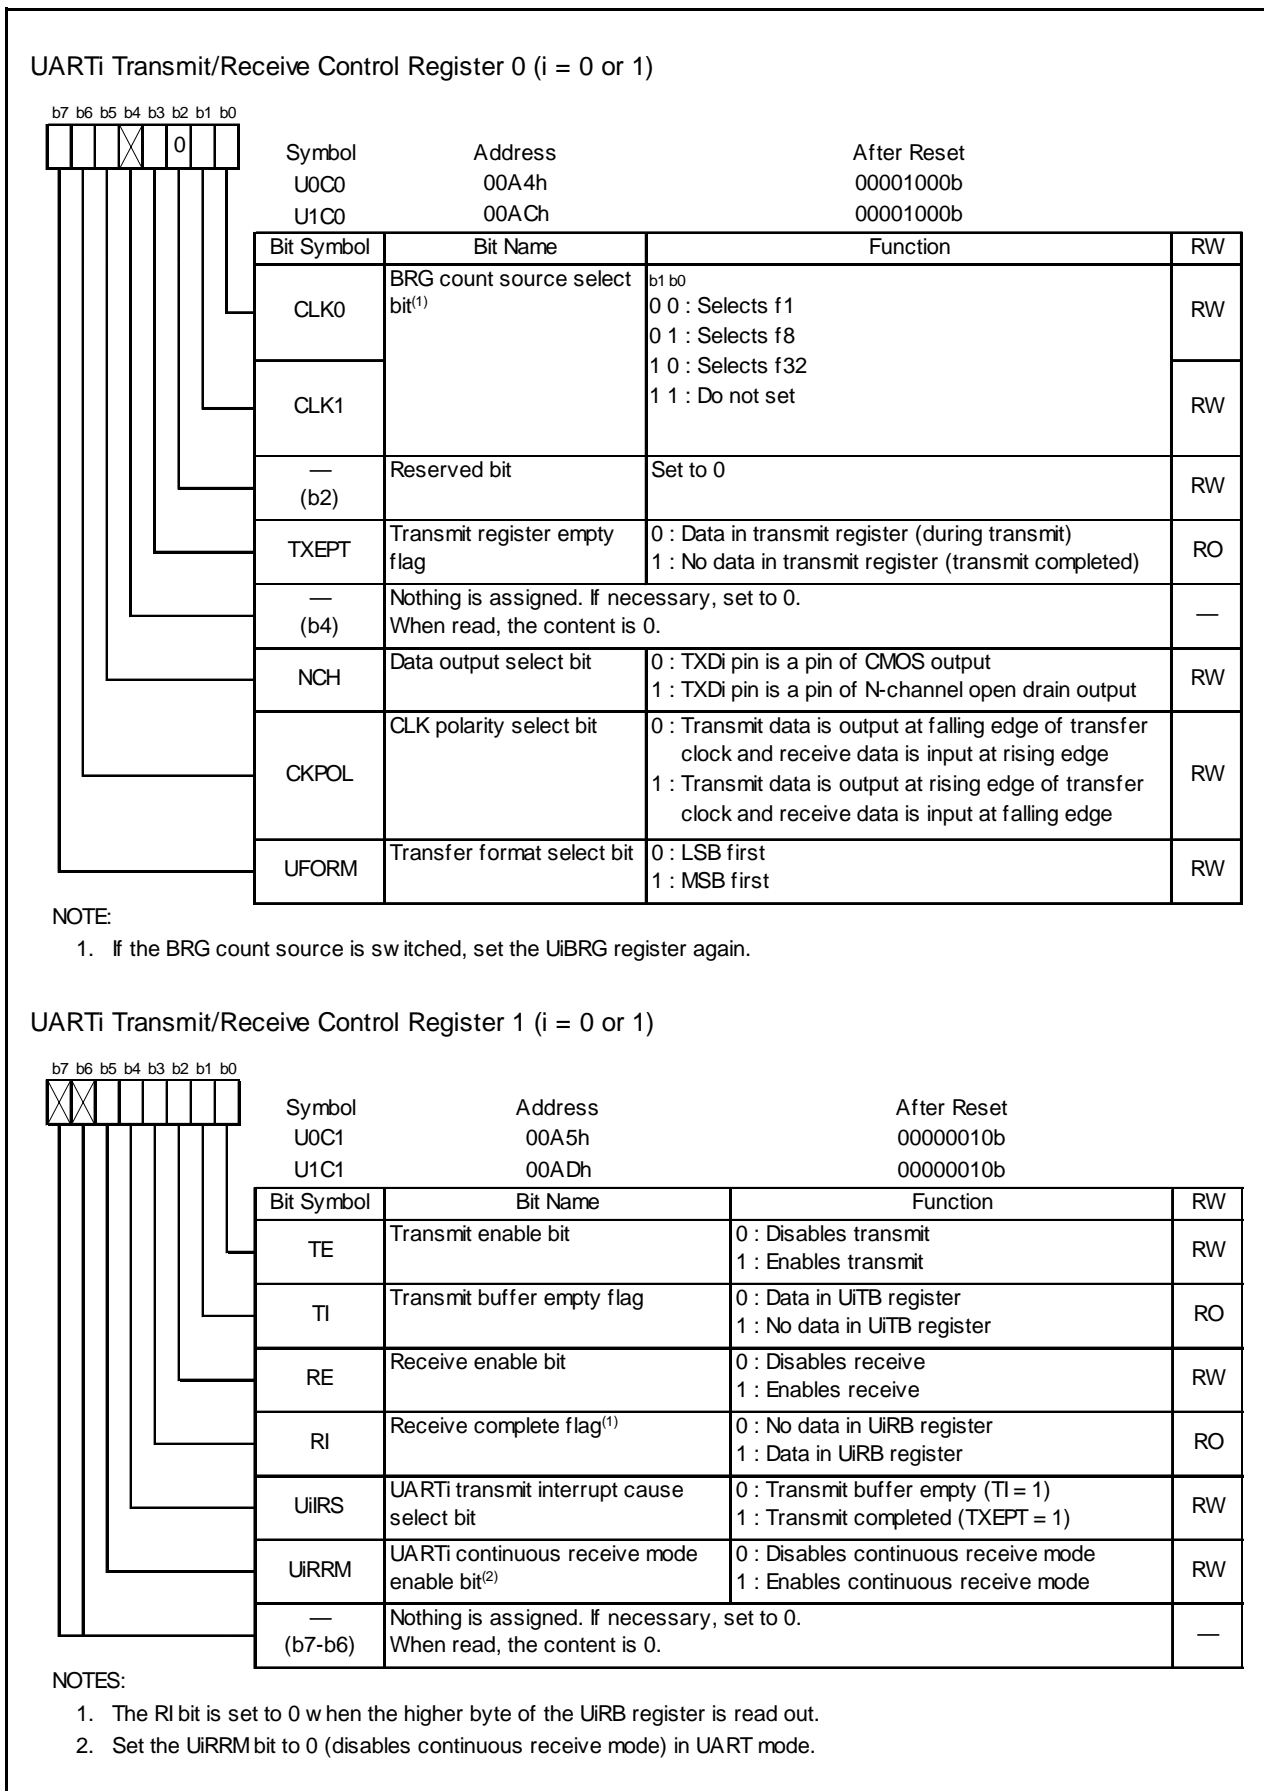 UARTi Transmit/Receive Control Register 0 (i = 0 or 1)
b7 b6 b5 b4 b3 b2 b1 b0
0
Symbol Address After Reset
U0C0 00A4h 00001000b
U1C0 00ACh 00001000b
Bit Symbol Bit Name Function RW
CLK0 BRG count source select bit(1) b1 b0
0 0 : Selects f1 RW
0 1 : Selects f8
1 0 : Selects f32
CLK1 1 1 : Do not set RW
— (b2) Reserved bit Set to 0 RW
TXEPT Transmit register empty flag 0 : Data in transmit register (during transmit)
1 : No data in transmit register (transmit completed) RO
— (b4) Nothing is assigned. If necessary, set to 0.
When read, the content is 0. —
NCH Data output select bit 0 : TXDi pin is a pin of CMOS output
1 : TXDi pin is a pin of N-channel open drain output RW
CKPOL CLK polarity select bit 0 : Transmit data is output at falling edge of transfer
clock and receive data is input at rising edge
1 : Transmit data is output at rising edge of transfer
clock and receive data is input at falling edge RW
UFORM Transfer format select bit 0 : LSB first
1 : MSB first RW
NOTE:
1. If the BRG count source is switched, set the UiBRG register again.
UARTi Transmit/Receive Control Register 1 (i = 0 or 1)
b7 b6 b5 b4 b3 b2 b1 b0
Symbol Address After Reset
U0C1 00A5h 00000010b
U1C1 00ADh 00000010b
Bit Symbol Bit Name Function RW
TE Transmit enable bit 0 : Disables transmit
1 : Enables transmit RW
TI Transmit buffer empty flag 0 : Data in UiTB register
1 : No data in UiTB register RO
RE Receive enable bit 0 : Disables receive
1 : Enables receive RW
RI Receive complete flag(1) 0 : No data in UiRB register
1 : Data in UiRB register RO
UiIRS UARTi transmit interrupt cause select bit 0 : Transmit buffer empty (TI = 1)
1 : Transmit completed (TXEPT = 1) RW
UiRRM UARTi continuous receive mode enable bit(2) 0 : Disables continuous receive mode
1 : Enables continuous receive mode RW
— (b7-b6) Nothing is assigned. If necessary, set to 0.
When read, the content is 0. —
NOTES:
1. The RI bit is set to 0 when the higher byte of the UiRB register is read out.
2. Set the UiRRM bit to 0 (disables continuous receive mode) in UART mode.